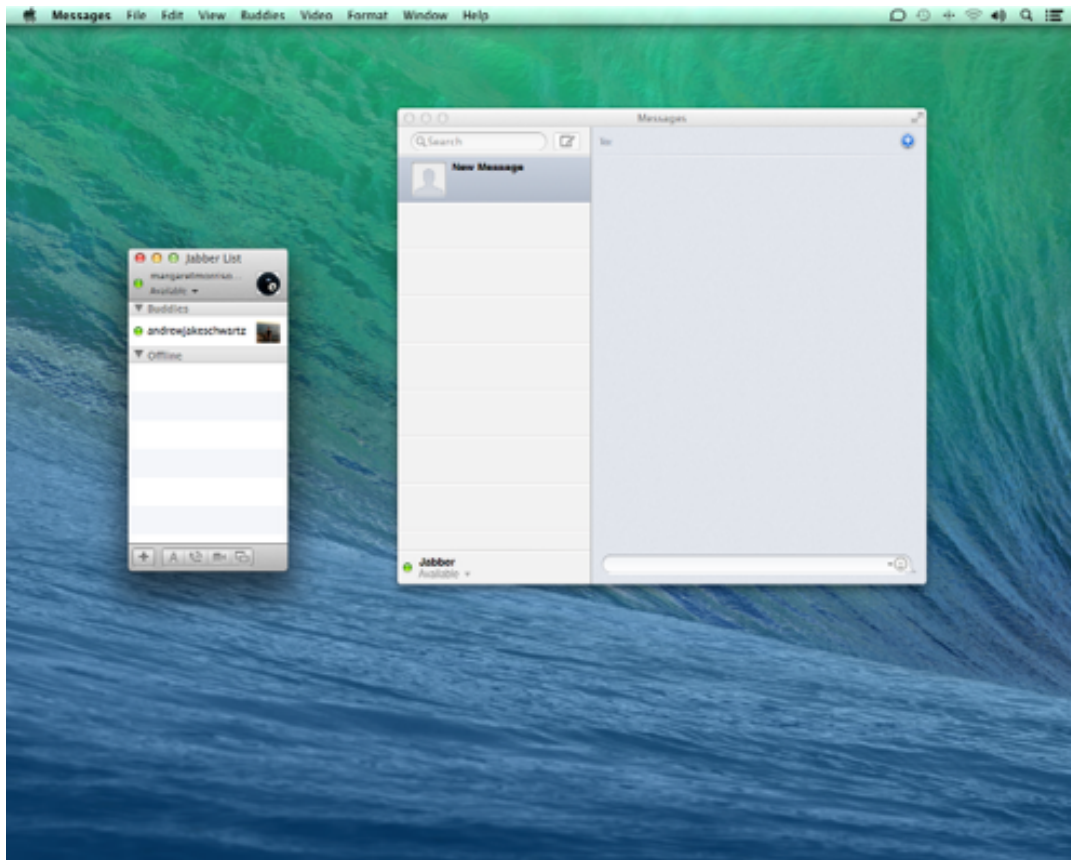 Messages File Edit View Buddies Video Format Window Help
Messages
Search
To:
New Message
Jabber List
margaretmorriso...
Available
Buddies
andrewjakeschwartz
Offline
Jabber
Available